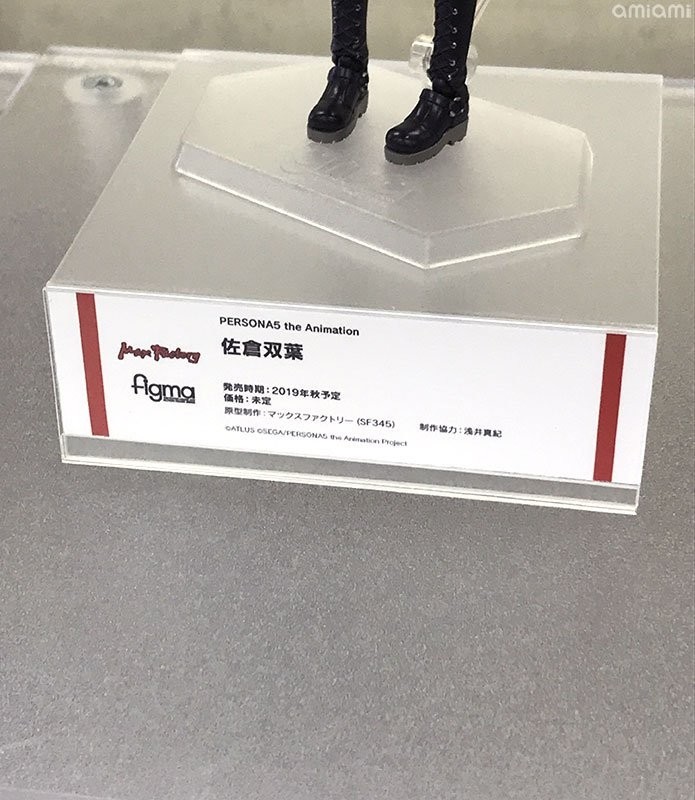 amiami
PERSONA5 the Animation
佐倉双葉
Max Factory
figma
発売時期：2019年秋予定
価格：未定
原型制作：マックスファクトリー (SF345) 制作協力：浅井真紀
©ATLUS ©SEGA/PERSONA5 the Animation Project